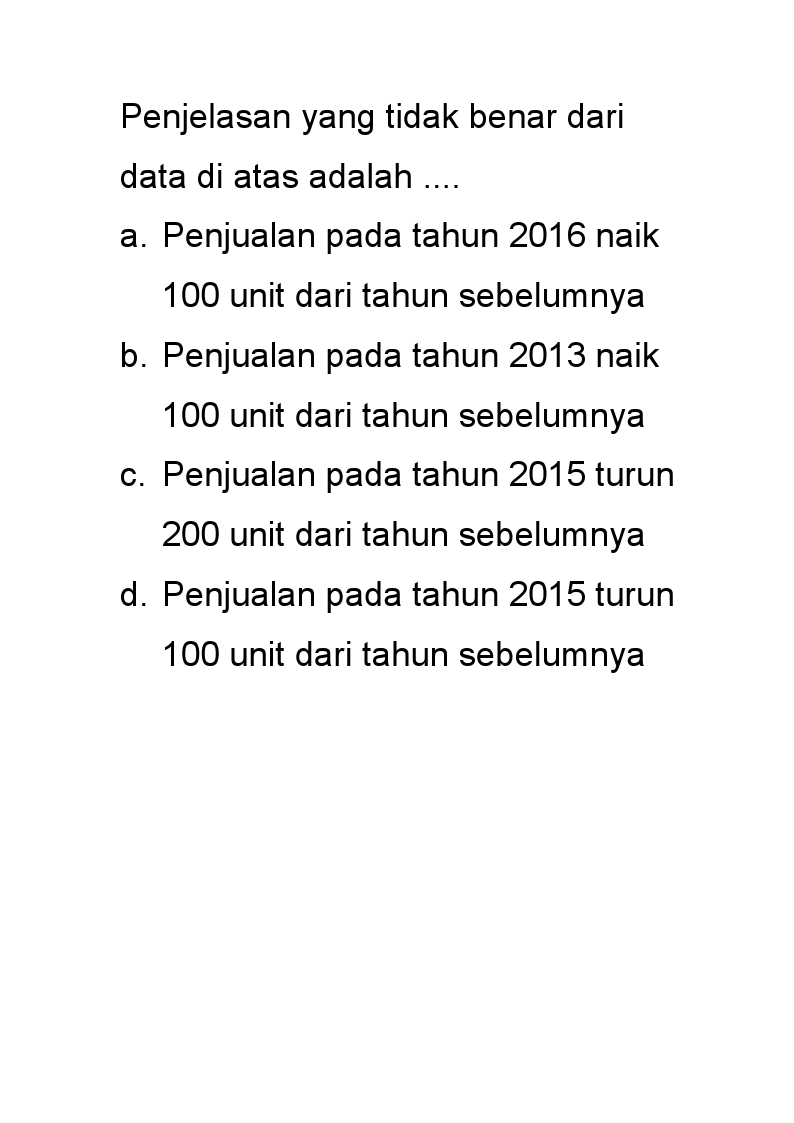 Penjelasan yang tidak benar dari
data di atas adalah ....
a. Penjualan pada tahun 2016 naik
100 unit dari tahun sebelumnya
b. Penjualan pada tahun 2013 naik
100 unit dari tahun sebelumnya
c. Penjualan pada tahun 2015 turun
200 unit dari tahun sebelumnya
d. Penjualan pada tahun 2015 turun
100 unit dari tahun sebelumnya